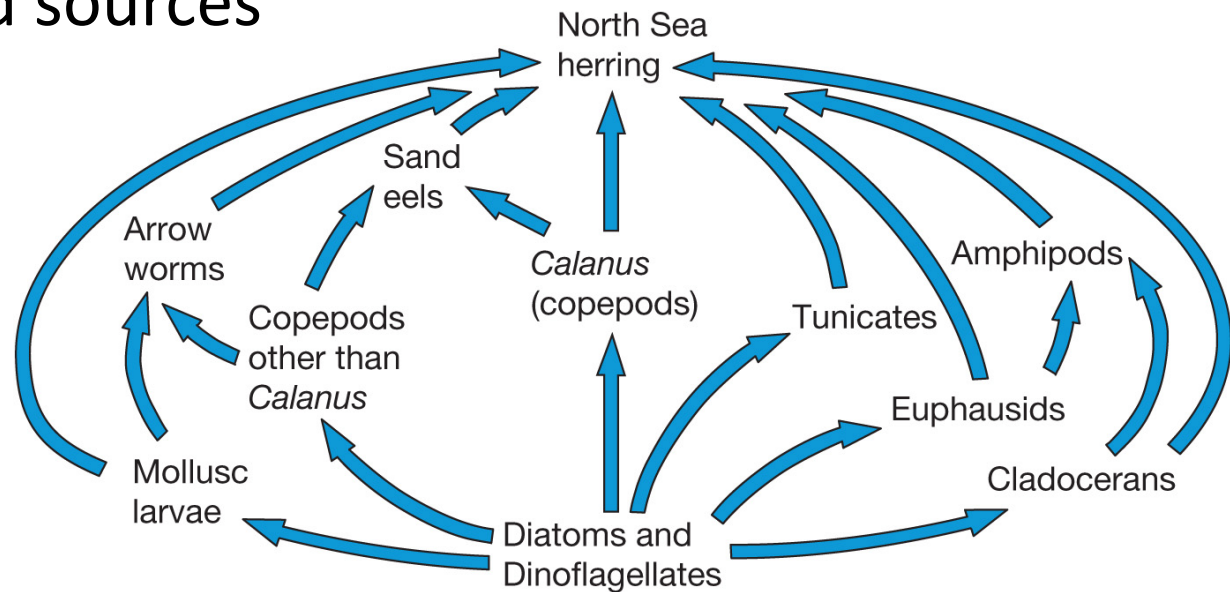 sources
North Sea
herring
Sand
eels
Arrow
worms
Calanus
(copepods)
Amphipods
Copepods
other than
Calanus
Tunicates
Euphausids
Mollusc
larvae
Cladocerans
Diatoms and
Dinoflagellates